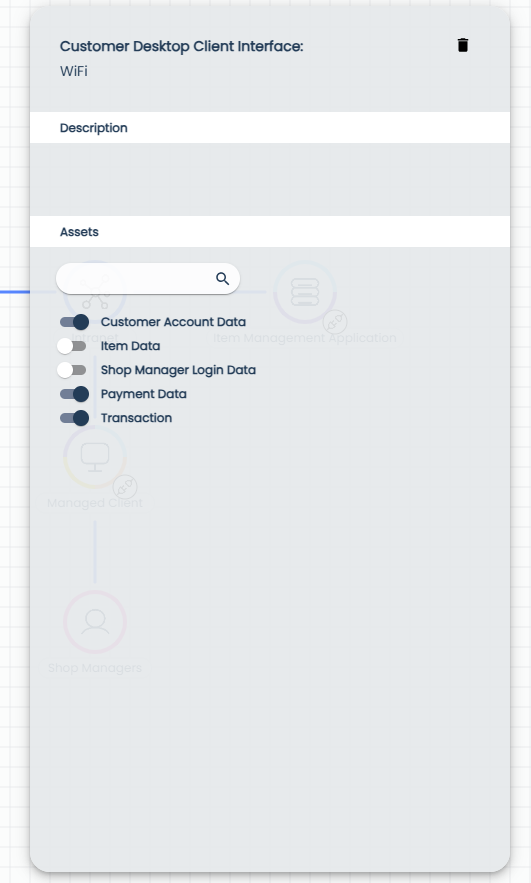 Customer Desktop Client Interface:
WiFi
Description
Assets
Customer Account Data
Item Management Application
Item Data
Shop Manager Login Data
Payment Data
Transaction
Managed Client
Shop Managers